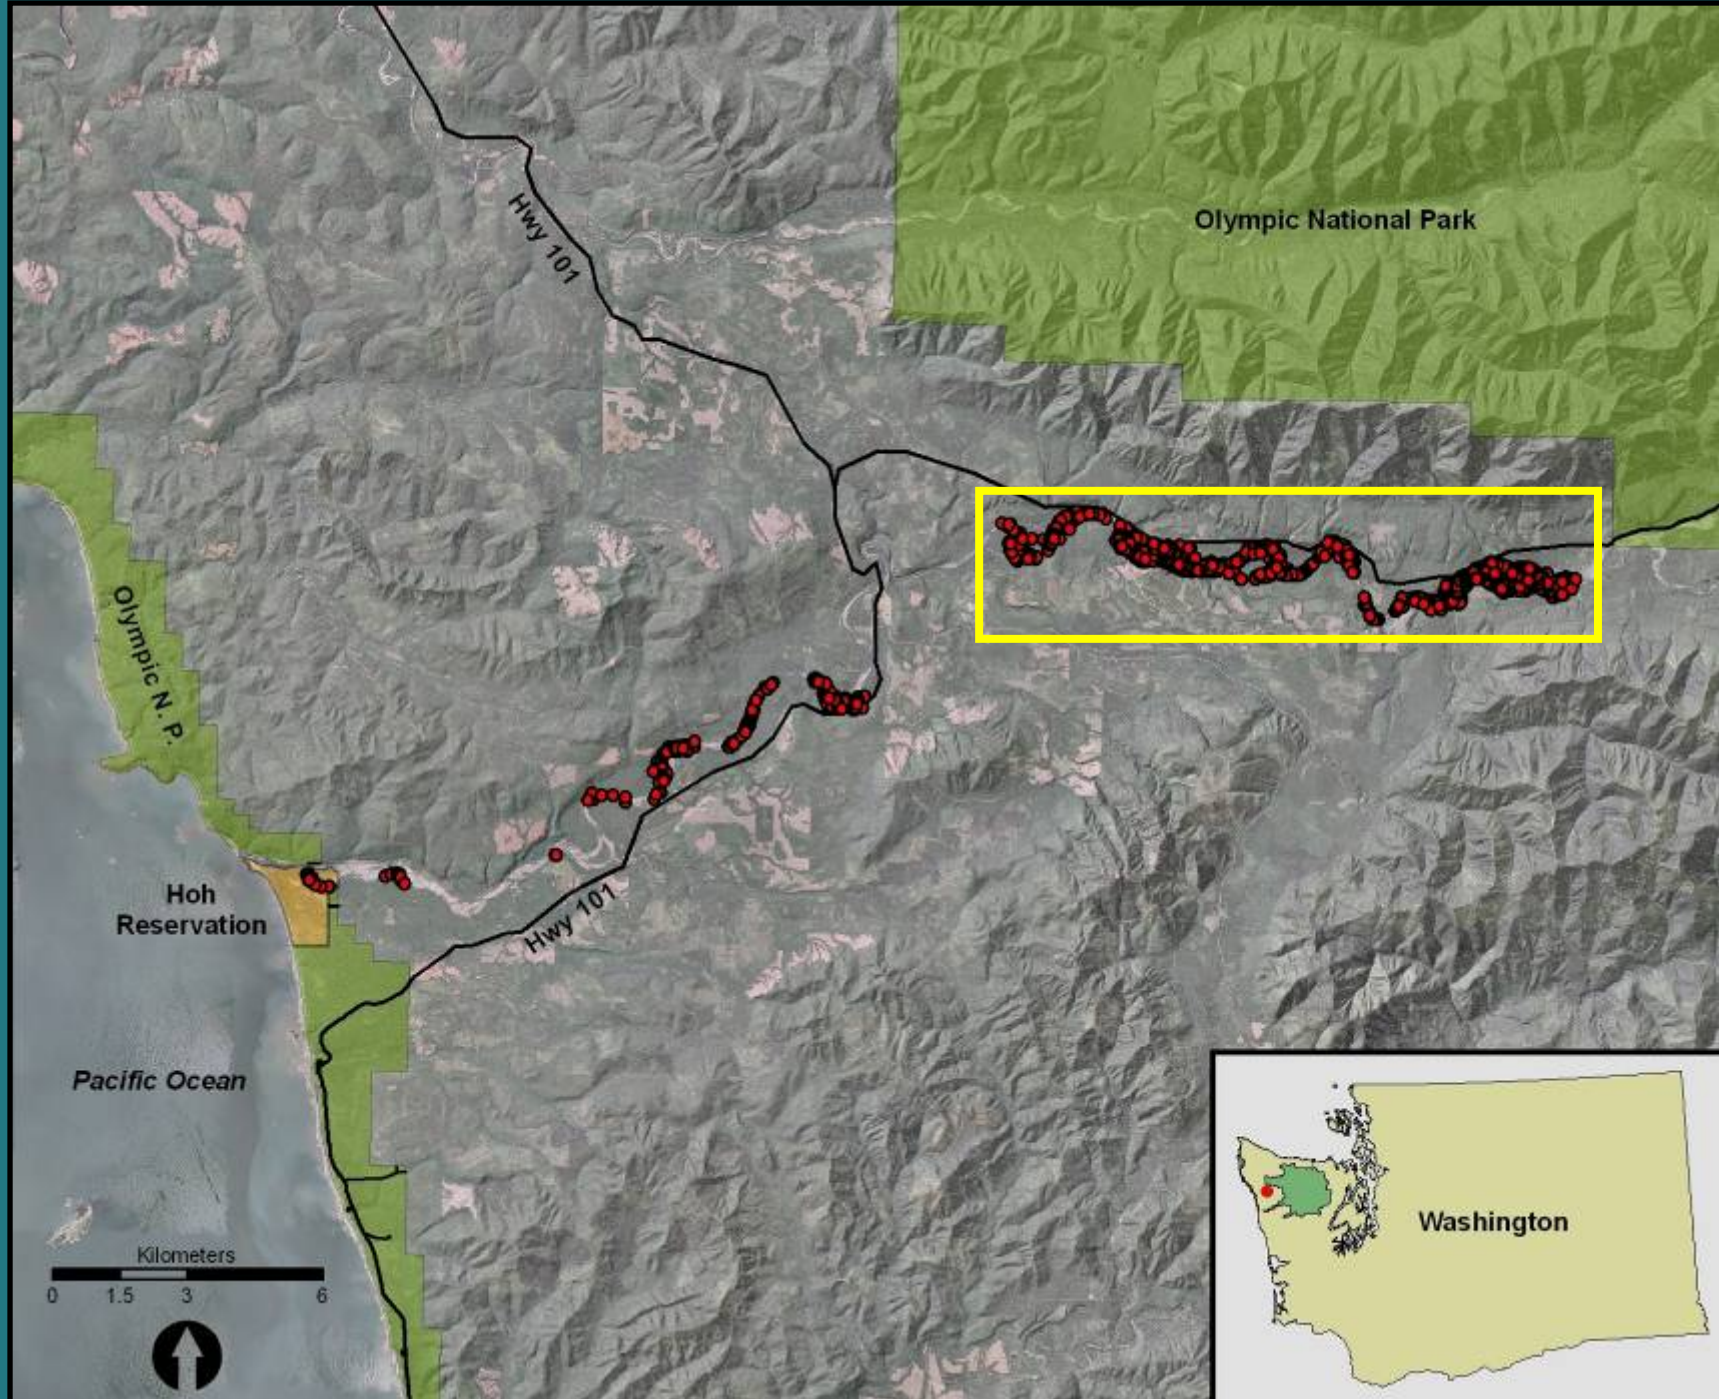 Olympic National Park
Hwy 101
Olympic N. P.
Hoh
Reservation
Hwy 101
Pacific Ocean
Washington
Kilometers
0 1.5 3 6